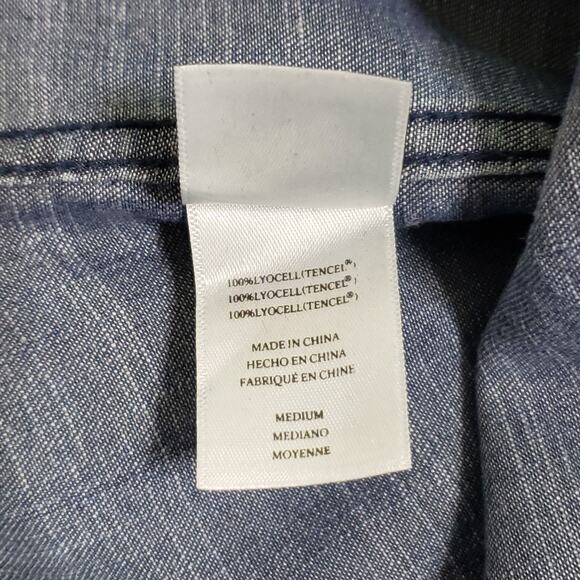 100%LYOCELL(TENCEL®)
100%LYOCELL(TENCEL®)
100%LYOCELL(TENCEL®)
MADE IN CHINA
HECHO EN CHINA
FABRIQUÉ EN CHINE
MEDIUM
MEDIANO
MOYENNE